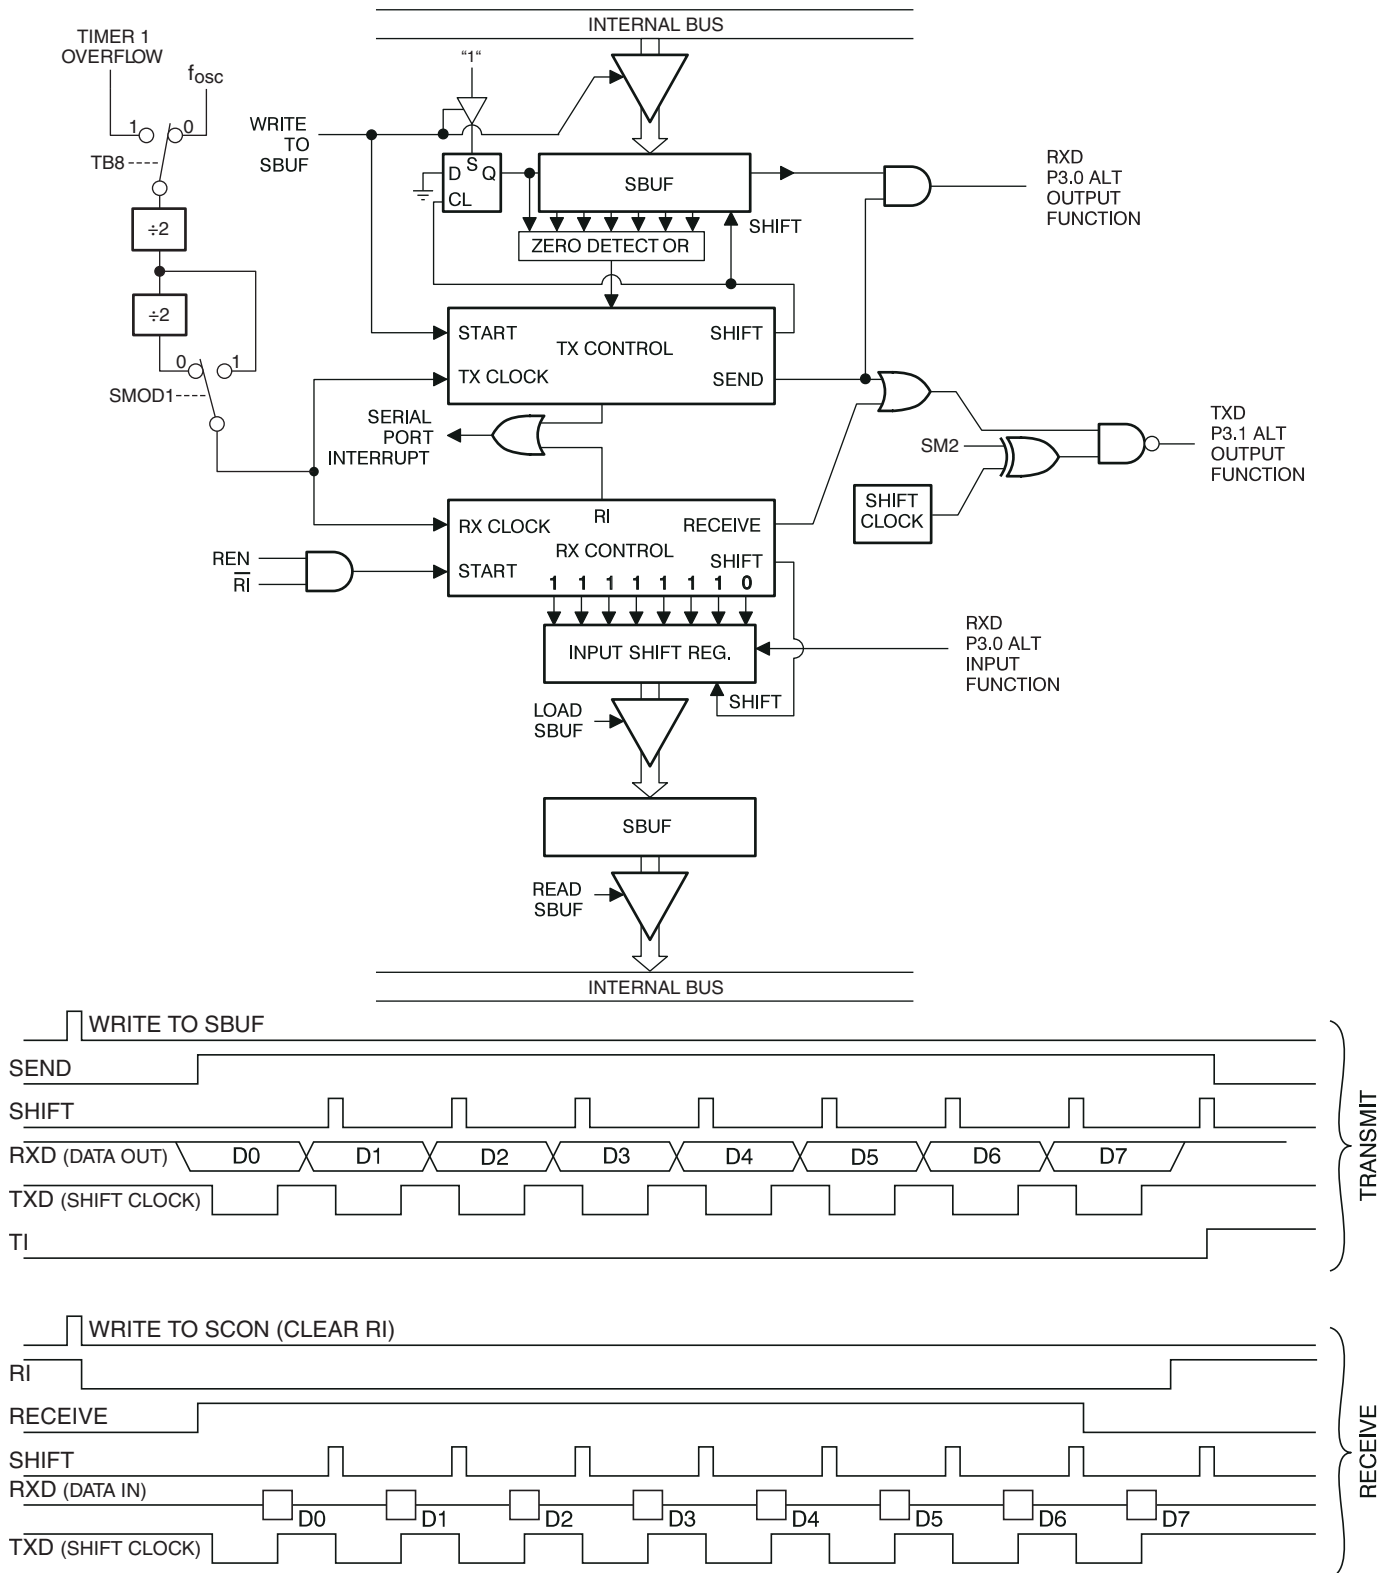 INTERNAL BUS
TIMER 1
OVERFLOW
fosc
"1"
1
0
TB8
WRITE
TO
SBUF
D
S
Q
CL
SBUF
RXD
P3.0 ALT
OUTPUT
FUNCTION
÷2
ZERO DETECT OR
SHIFT
÷2
START
SHIFT
TX CONTROL
TX CLOCK
SEND
0
1
SMOD1
SERIAL
PORT
INTERRUPT
TXD
P3.1 ALT
OUTPUT
FUNCTION
SM2
SHIFT
CLOCK
RX CLOCK
RI
RECEIVE
RX CONTROL
SHIFT
START
REN
RI
1 1 1 1 1 1 1 0
INPUT SHIFT REG.
RXD
P3.0 ALT
INPUT
FUNCTION
SHIFT
LOAD
SBUF
SBUF
READ
SBUF
INTERNAL BUS
WRITE TO SBUF
SEND
SHIFT
RXD (DATA OUT)
D0 D1 D2 D3 D4 D5 D6 D7
TXD (SHIFT CLOCK)
TI
TRANSMIT
WRITE TO SCON (CLEAR RI)
RI
RECEIVE
SHIFT
RXD (DATA IN)
D0 D1 D2 D3 D4 D5 D6 D7
TXD (SHIFT CLOCK)
RECEIVE